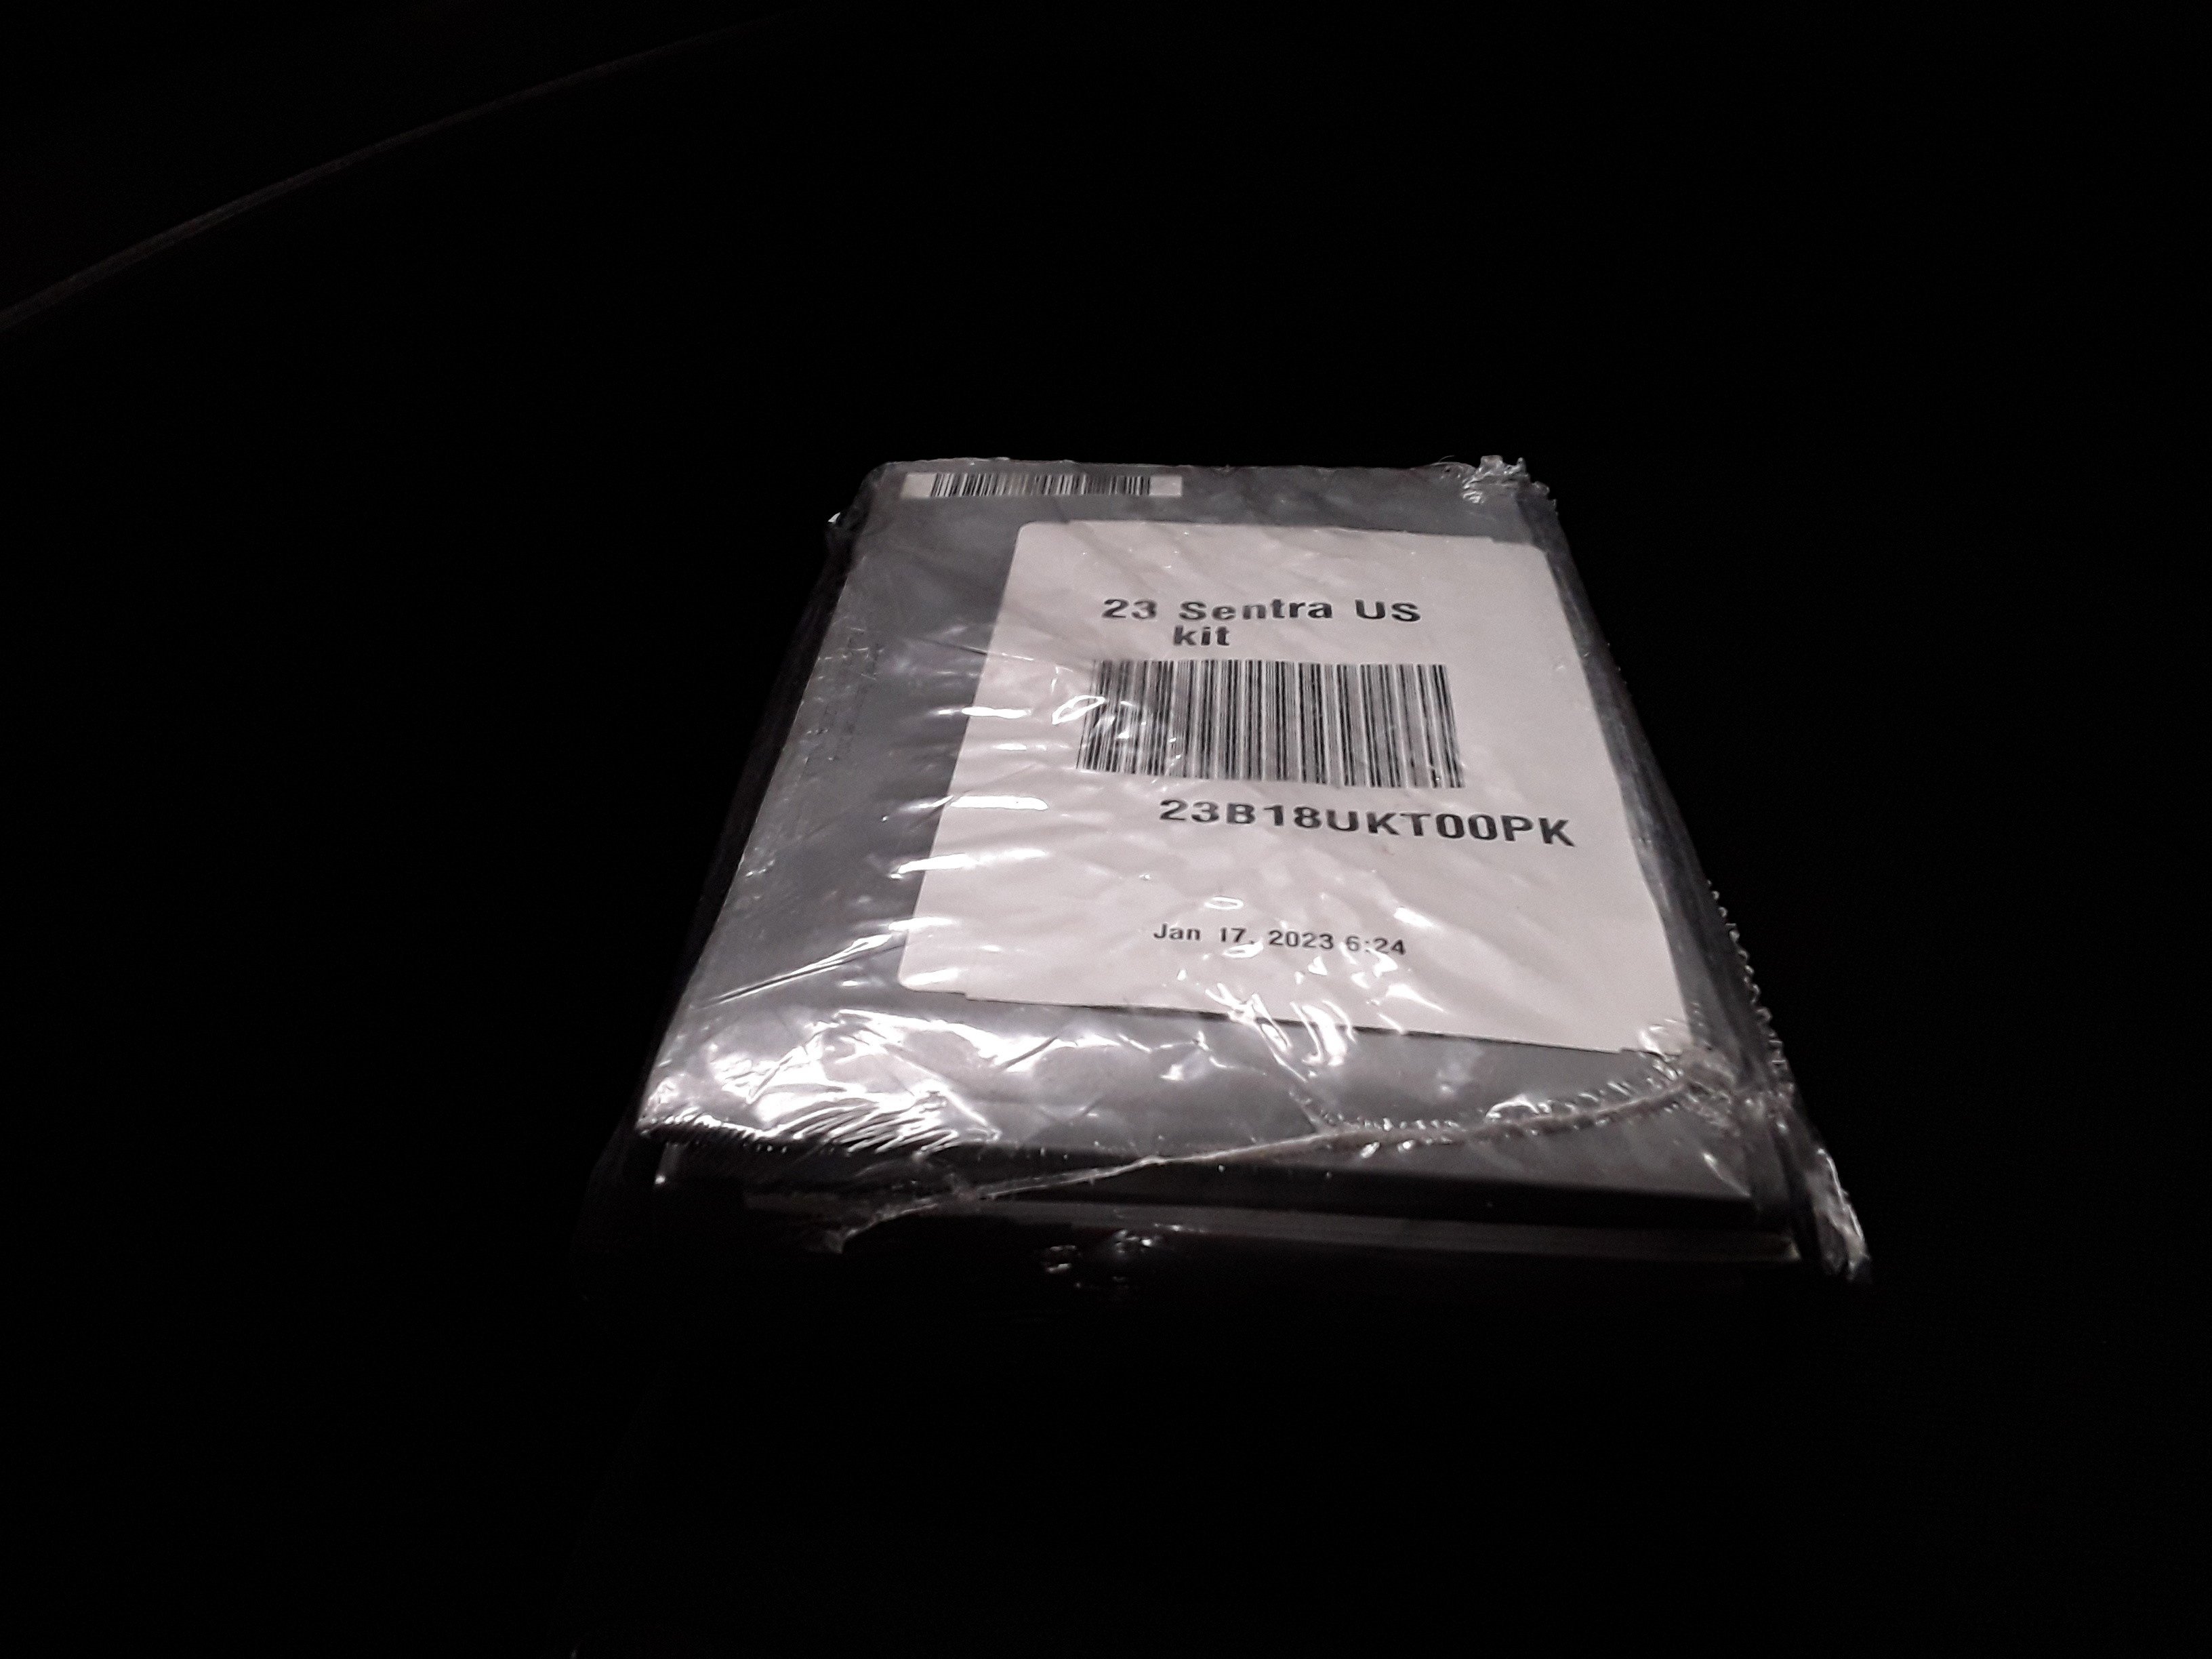 23 Sentra US
kit
23B18UKT00PK
Jan 17, 2023 6:24